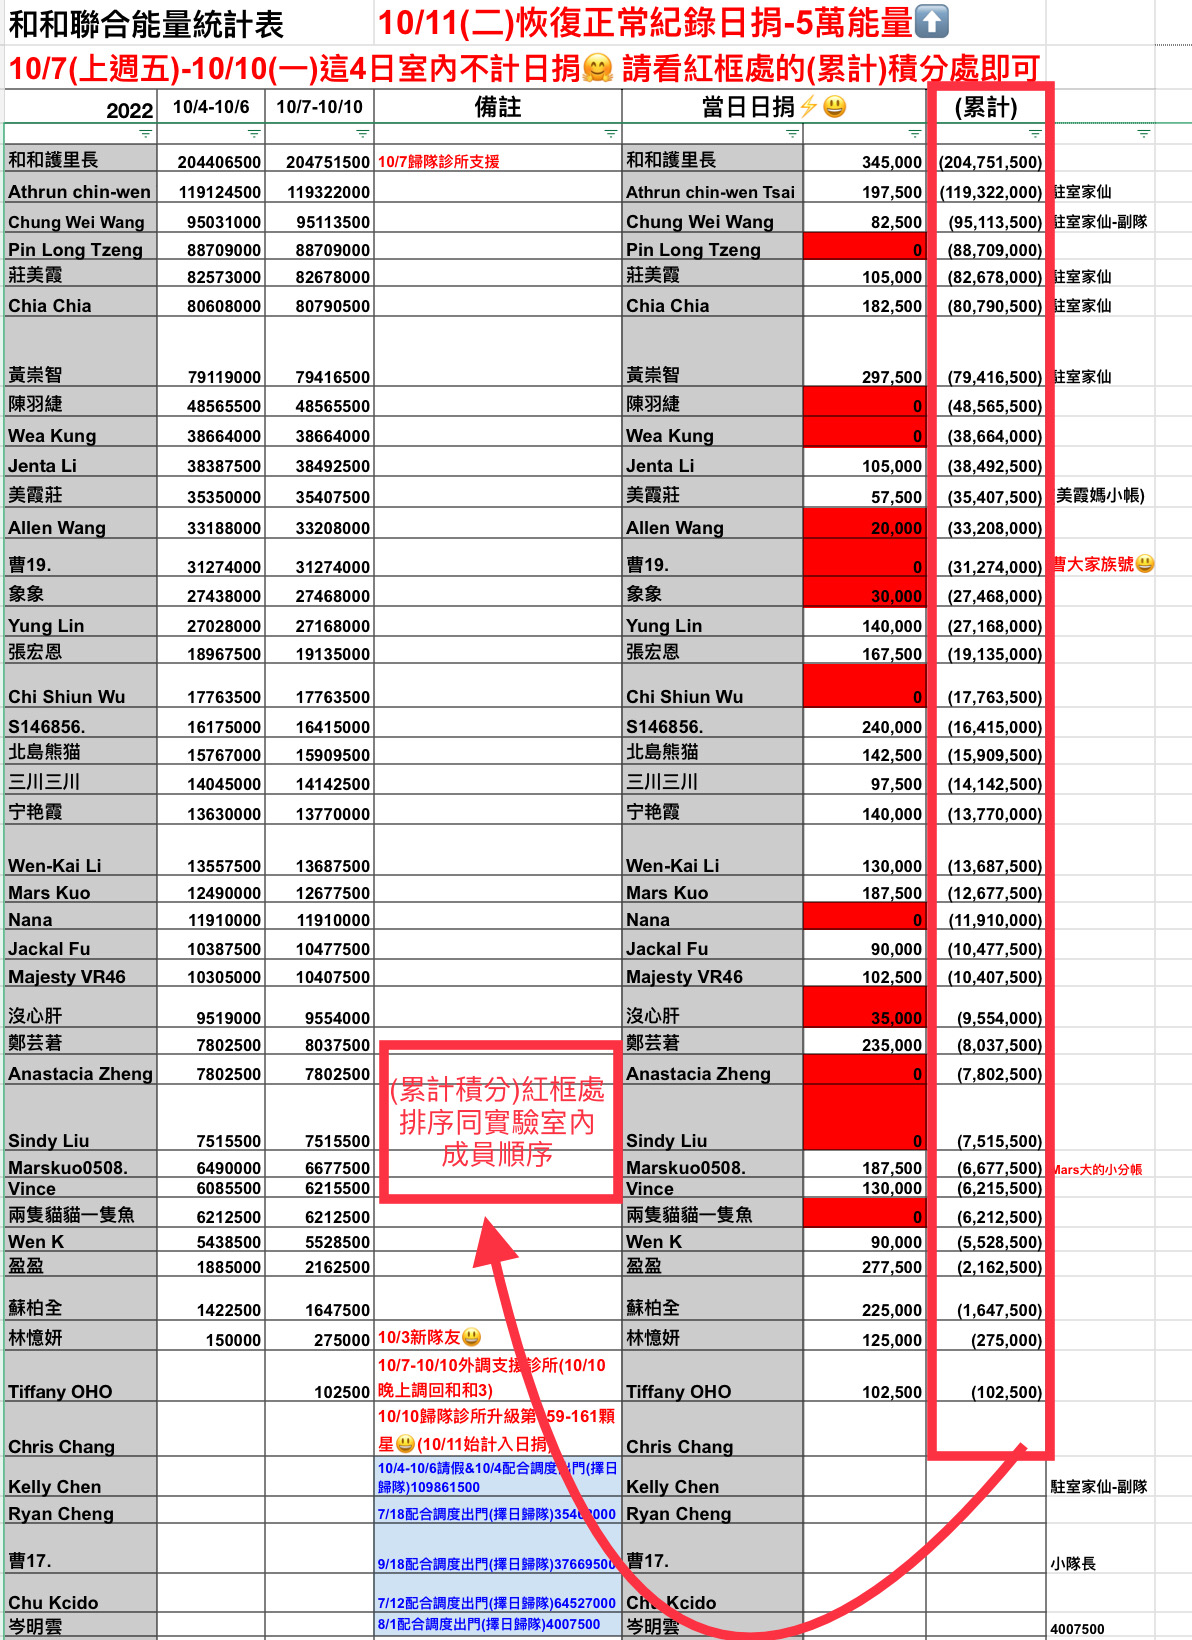 和和聯合能量統計表 10/11(二)恢復正常紀錄日捐-5萬能量⬆️
10/7(上週五)-10/10(一)這4日室內不計日捐🤗 請看紅框處的(累計)積分處即可
2022 10/4-10/6 10/7-10/10 備註 當日日捐⚡😃 (累計)
和和護里長 204406500 204751500 10/7歸隊診所支援 和和護里長 345,000 (204,751,500)
Athrun chin-wen 119124500 119322000 Athrun chin-wen Tsai 197,500 (119,322,000) 駐室家仙
Chung Wei Wang 95031000 95113500 Chung Wei Wang 82,500 (95,113,500) 駐室家仙-副隊
Pin Long Tzeng 88709000 88709000 Pin Long Tzeng 0 (88,709,000)
莊美霞 82573000 82678000 莊美霞 105,000 (82,678,000) 駐室家仙
Chia Chia 80608000 80790500 Chia Chia 182,500 (80,790,500) 駐室家仙
黃崇智 79119000 79416500 黃崇智 297,500 (79,416,500) 駐室家仙
陳羽緁 48565500 48565500 陳羽緁 0 (48,565,500)
Wea Kung 38664000 38664000 Wea Kung 0 (38,664,000)
Jenta Li 38387500 38492500 Jenta Li 105,000 (38,492,500)
美霞莊 35350000 35407500 美霞莊 57,500 (35,407,500) 美霞媽小帳)
Allen Wang 33188000 33208000 Allen Wang 20,000 (33,208,000)
曹19. 31274000 31274000 曹19. 0 (31,274,000) 曹大家族號😃
象象 27438000 27468000 象象 30,000 (27,468,000)
Yung Lin 27028000 27168000 Yung Lin 140,000 (27,168,000)
張宏恩 18967500 19135000 張宏恩 167,500 (19,135,000)
Chi Shiun Wu 17763500 17763500 Chi Shiun Wu 0 (17,763,500)
S146856. 16175000 16415000 S146856. 240,000 (16,415,000)
北島熊猫 15767000 15909500 北島熊猫 142,500 (15,909,500)
三川三川 14045000 14142500 三川三川 97,500 (14,142,500)
宁艳霞 13630000 13770000 宁艳霞 140,000 (13,770,000)
Wen-Kai Li 13557500 13687500 Wen-Kai Li 130,000 (13,687,500)
Mars Kuo 12490000 12677500 Mars Kuo 187,500 (12,677,500)
Nana 11910000 11910000 Nana 0 (11,910,000)
Jackal Fu 10387500 10477500 Jackal Fu 90,000 (10,477,500)
Majesty VR46 10305000 10407500 Majesty VR46 102,500 (10,407,500)
沒心肝 9519000 9554000 沒心肝 35,000 (9,554,000)
鄭芸莙 7802500 8037500 鄭芸莙 235,000 (8,037,500)
Anastacia Zheng 7802500 7802500 Anastacia Zheng 0 (7,802,500)
(累計積分)紅框處
排序同實驗室內
成員順序
Sindy Liu 7515500 7515500 Sindy Liu 0 (7,515,500)
Marskuo0508. 6490000 6677500 Marskuo0508. 187,500 (6,677,500) Mars大的小分帳
Vince 6085500 6215500 Vince 130,000 (6,215,500)
兩隻貓貓一隻魚 6212500 6212500 兩隻貓貓一隻魚 0 (6,212,500)
Wen K 5438500 5528500 Wen K 90,000 (5,528,500)
盈盈 1885000 2162500 盈盈 277,500 (2,162,500)
蘇柏全 1422500 1647500 蘇柏全 225,000 (1,647,500)
林憶妍 150000 275000 10/3新隊友😃 林憶妍 125,000 (275,000)
10/7-10/10外調支援診所(10/10
晚上調回和和3)
Tiffany OHO 102500 Tiffany OHO 102,500 (102,500)
10/10歸隊診所升級第 59-161顆
星😃(10/11始計入日捐)
Chris Chang Chris Chang
10/4-10/6請假&10/4配合調度出門(擇日
歸隊)109861500
Kelly Chen Kelly Chen 駐室家仙-副隊
Ryan Cheng 7/18配合調度出門(擇日歸隊) Ryan Cheng
曹17. 9/18配合調度出門(擇日歸隊)37669500 曹17. 小隊長
Chu Kcido 7/12配合調度出門(擇日歸隊)64527000 Chu Kcido
岑明雲 8/1配合調度出門(擇日歸隊)4007500 岑明雲 4007500